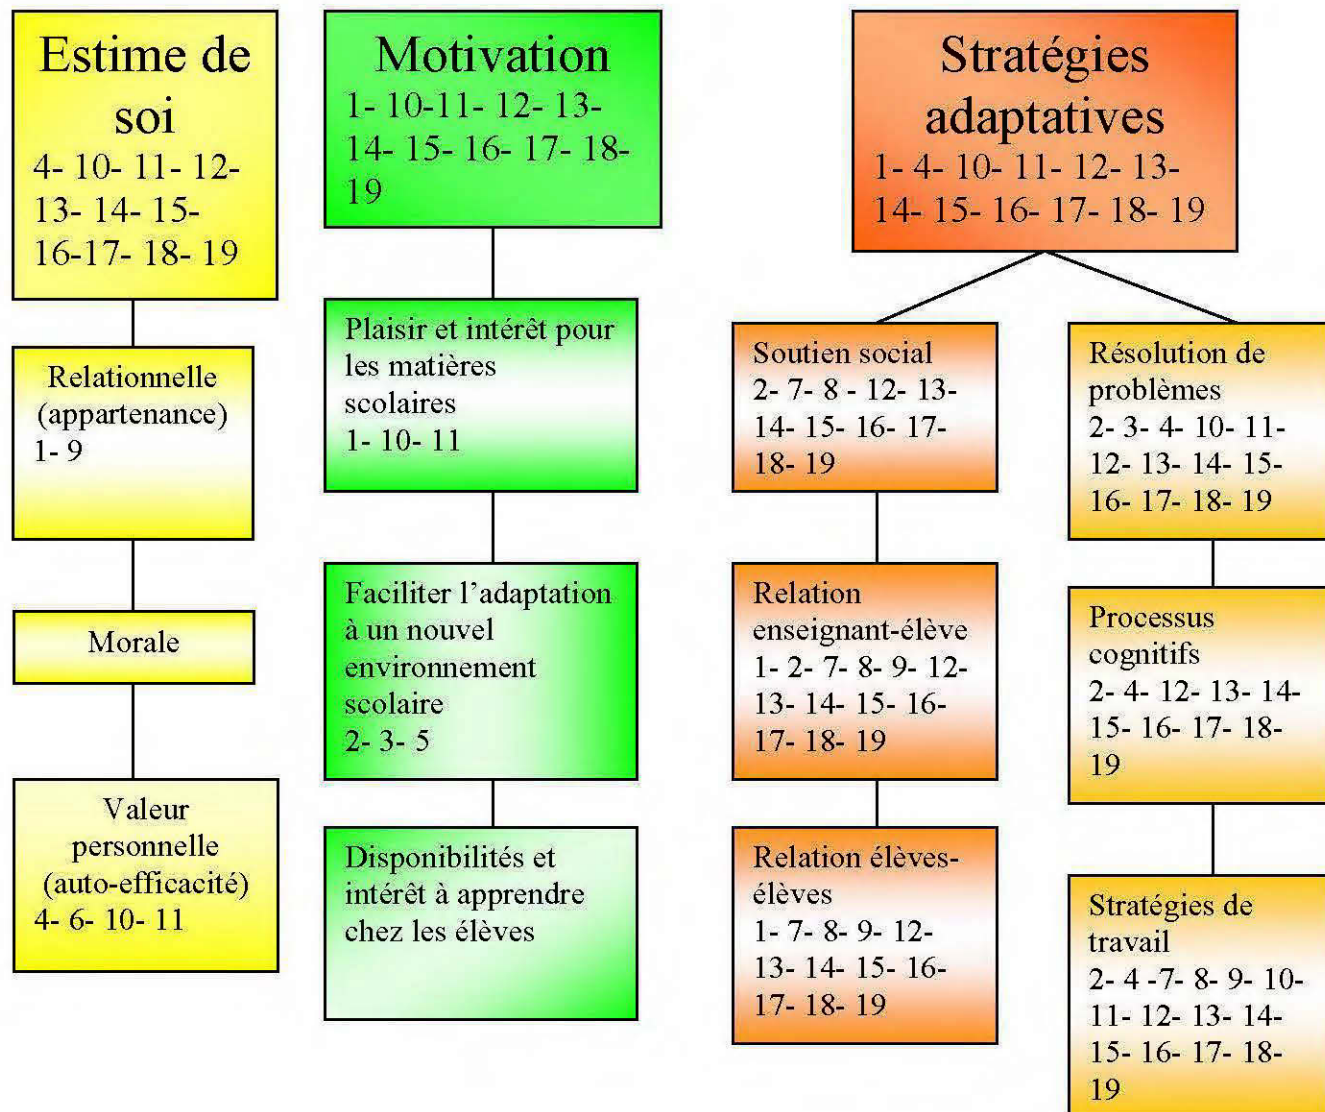 Estime de
soi
4- 10- 11- 12-
13- 14- 15-
16-17- 18- 19
Relationnelle
(appartenance)
1- 9
Morale
Valeur
personnelle
(auto-efficacité)
4- 6- 10- 11
Motivation
1- 10-11- 12- 13-
14- 15- 16- 17- 18-
19
Plaisir et intérêt pour
les matières
scolaires
1- 10- 11
Faciliter l’adaptation
à un nouvel
environnement
scolaire
2- 3- 5
Disponibilités et
intérêt à apprendre
chez les élèves
Stratégies
adaptatives
1- 4- 10- 11- 12- 13-
14- 15- 16- 17- 18- 19
Soutien social
2- 7- 8 - 12- 13-
14- 15- 16- 17-
18- 19
Relation
enseignant-élève
1- 2- 7- 8- 9- 12-
13- 14- 15- 16-
17- 18- 19
Relation élèves-
élèves
1- 7- 8- 9- 12-
13- 14- 15- 16-
17- 18- 19
Résolution de
problèmes
2- 3- 4- 10- 11-
12- 13- 14- 15-
16- 17- 18- 19
Processus
cognitifs
2- 4- 12- 13- 14-
15- 16- 17- 18-
19
Stratégies de
travail
2- 4 -7- 8- 9- 10-
11- 12- 13- 14-
15- 16- 17- 18-
19